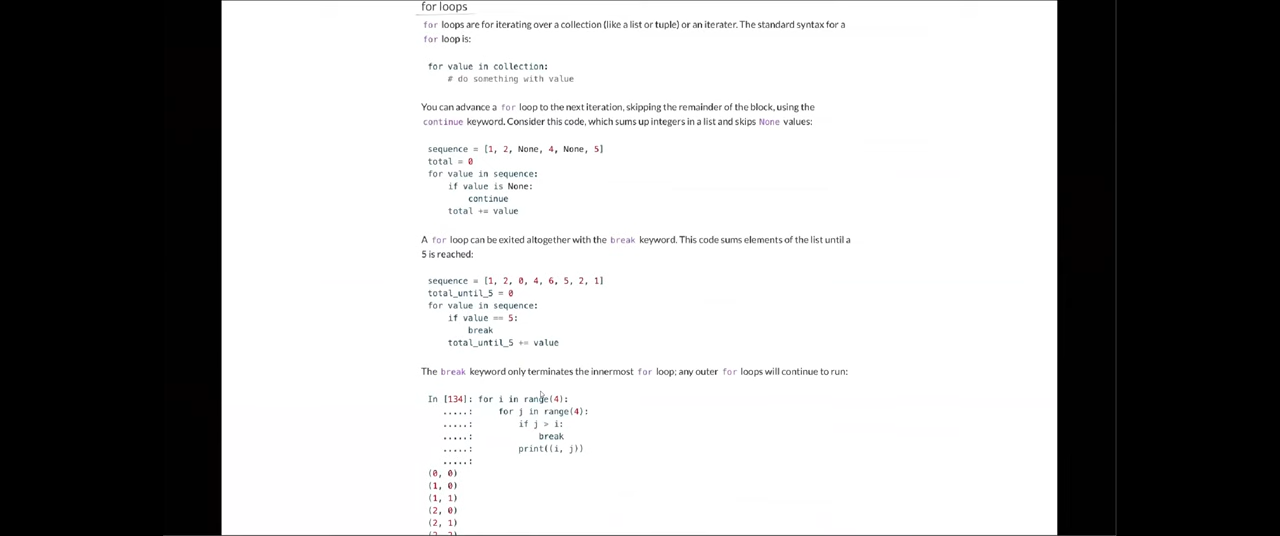 for loops
for loops are for iterating over a collection (like a list or tuple) or an iterater. The standard syntax for a
for loop is:
for value in collection:
# do something with value
You can advance a for loop to the next iteration, skipping the remainder of the block, using the
continue keyword. Consider this code, which sums up integers in a list and skips None values:
sequence = [1, 2, None, 4, None, 5]
total = 0
for value in sequence:
if value is None:
continue
total += value
A for loop can be exited altogether with the break keyword. This code sums elements of the list until a
5 is reached:
sequence = [1, 2, 0, 4, 6, 5, 2, 1]
total_until_5 = 0
for value in sequence:
if value == 5:
break
total_until_5 += value
The break keyword only terminates the innermost for loop; any outer for loops will continue to run:
In [134]: for i in range(4):
.....: for j in range(4):
.....: if j > i:
.....: break
.....: print((i, j))
.....:
(0, 0)
(1, 0)
(1, 1)
(2, 0)
(2, 1)